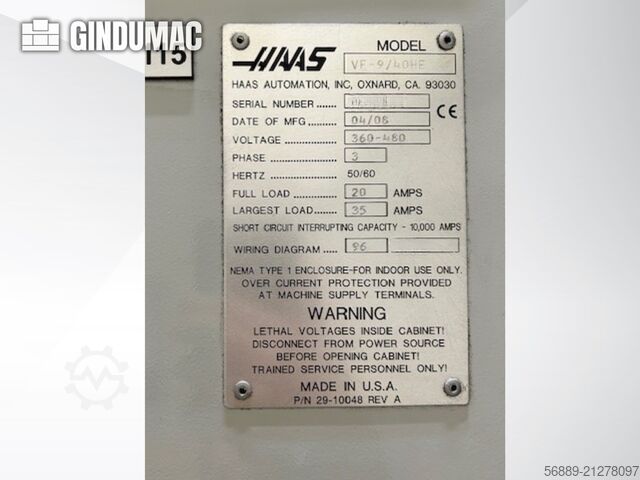 GINDUMAC
115
HAAS
MODEL
VF-9/40HE
HAAS AUTOMATION, INC, OXNARD, CA. 93030
SERIAL NUMBER .......
DATE OF MFG ........ 04/08
CE
VOLTAGE ................ 360-480
PHASE .................... 3
HERTZ .................... 50/60
FULL LOAD ............ 20 AMPS
LARGEST LOAD....... 35 AMPS
SHORT CIRCUIT INTERRUPTING CAPACITY - 10,000 AMPS
WIRING DIAGRAM ..... 96
NEMA TYPE 1 ENCLOSURE-FOR INDOOR USE ONLY.
OVER CURRENT PROTECTION PROVIDED
AT MACHINE SUPPLY TERMINALS.
WARNING
LETHAL VOLTAGES INSIDE CABINET!
DISCONNECT FROM POWER SOURCE
BEFORE OPENING CABINET!
TRAINED SERVICE PERSONNEL ONLY!
MADE IN U.S.A.
P/N 29-10048 REV A
56889-21278097